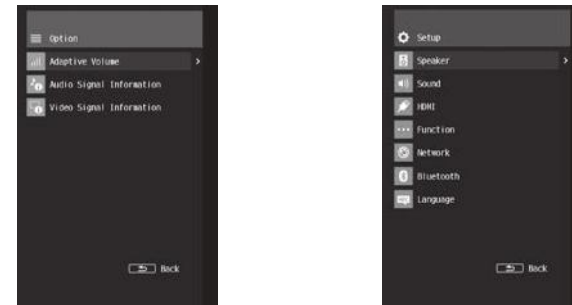 Option
Adaptive Volume
Audio Signal Information
Video Signal Information
Back
Setup
Speaker
Sound
HDMI
Function
Network
Bluetooth
Language
Back